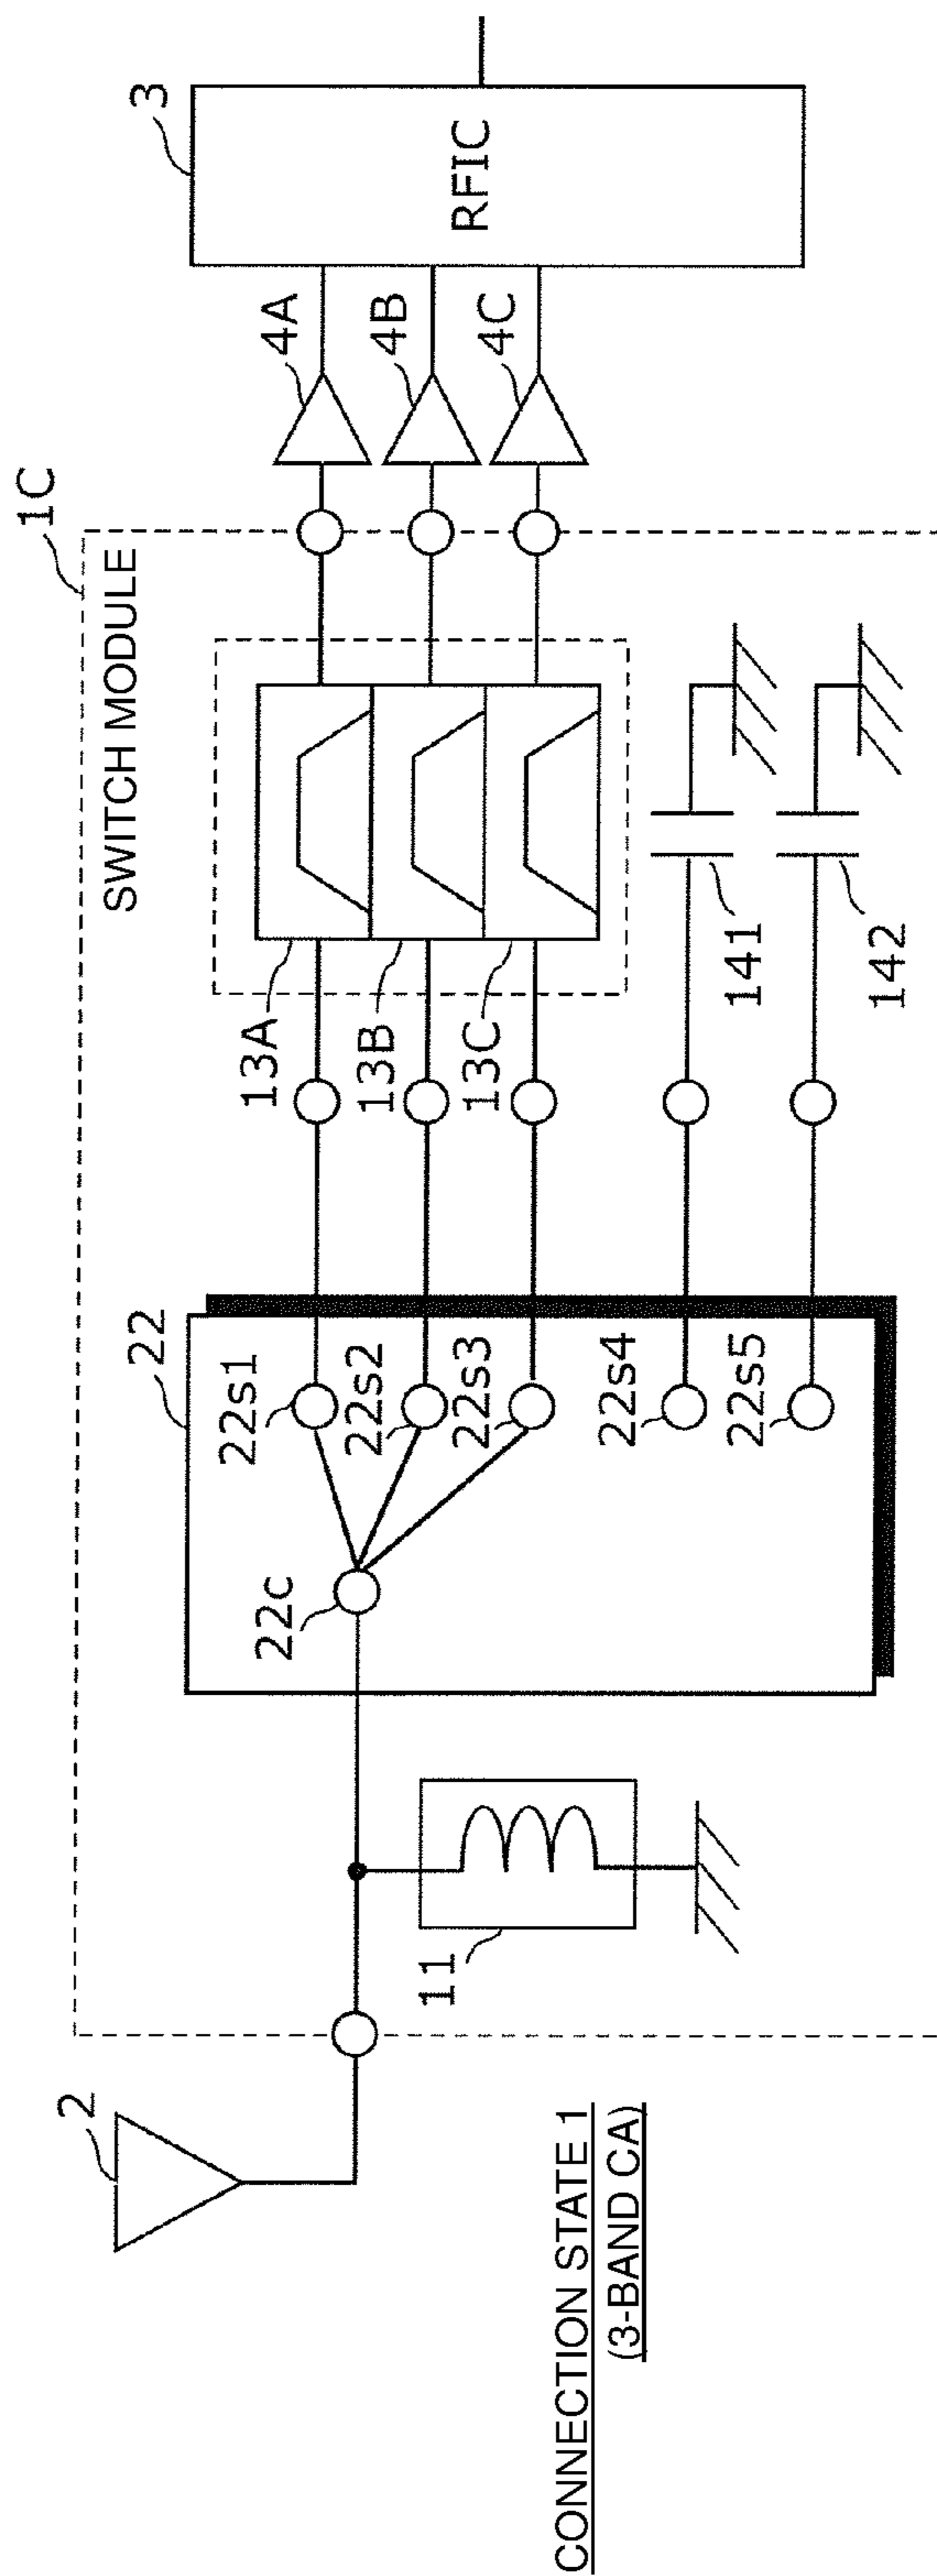 1C
SWITCH MODULE
2
22
3
22c
22s1
22s2
22s3
22s4
22s5
13A
13B
13C
4A
4B
4C
RFIC
11
141
142
CONNECTION STATE 1
(3-BAND CA)